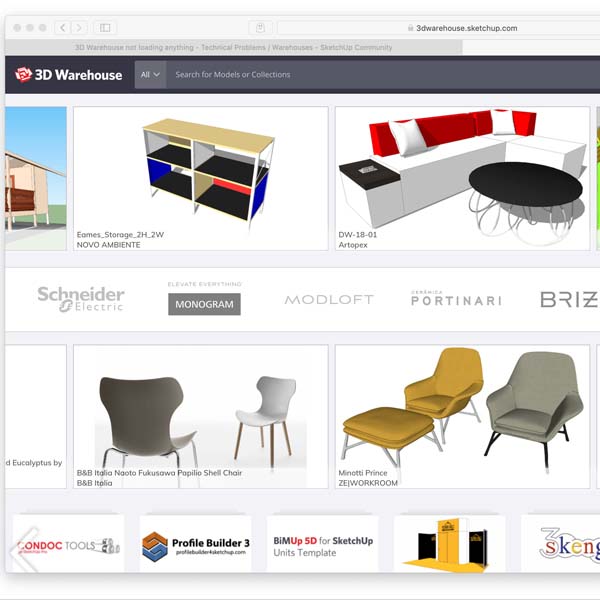 3dwarehouse.sketchup.com
3D Warehouse not loading anything - Technical Problems / Warehouses - SketchUp Community
3D Warehouse
All
Search for Models or Collections
Eames_Storage_2H_2W
NOVO AMBIENTE
DW-18-01
Artopex
Schneider
Electric
ELEVATE EVERYTHING
MONOGRAM
MODLOFT
CERÂMICA
PORTINARI
BRIZ
d Eucalyptus by
B&B Italia Naoto Fukusawa Papilio Shell Chair
B&B Italia
Minotti Prince
ZE|WORKROOM
CONDOC TOOLS
Profile Builder 3
profilebuilder4sketchup.com
BiMUp 5D for SketchUp
Units Template
3skeng